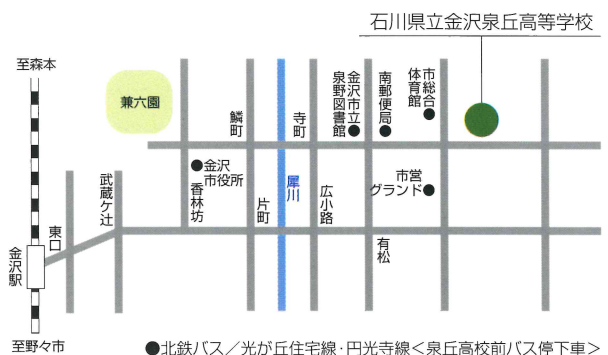 石川県立金沢泉丘高等学校
至森本
兼六園
鱗町
寺町
金沢市立
泉野図書館
南郵便局
市総合
体育館
金沢
市役所
香林坊
武蔵ケ辻
片町
犀川
広小路
有松
市営
グランド
東口
金沢駅
至野々市
●北鉄バス／光が丘住宅線・円光寺線＜泉丘高校前バス停下車＞